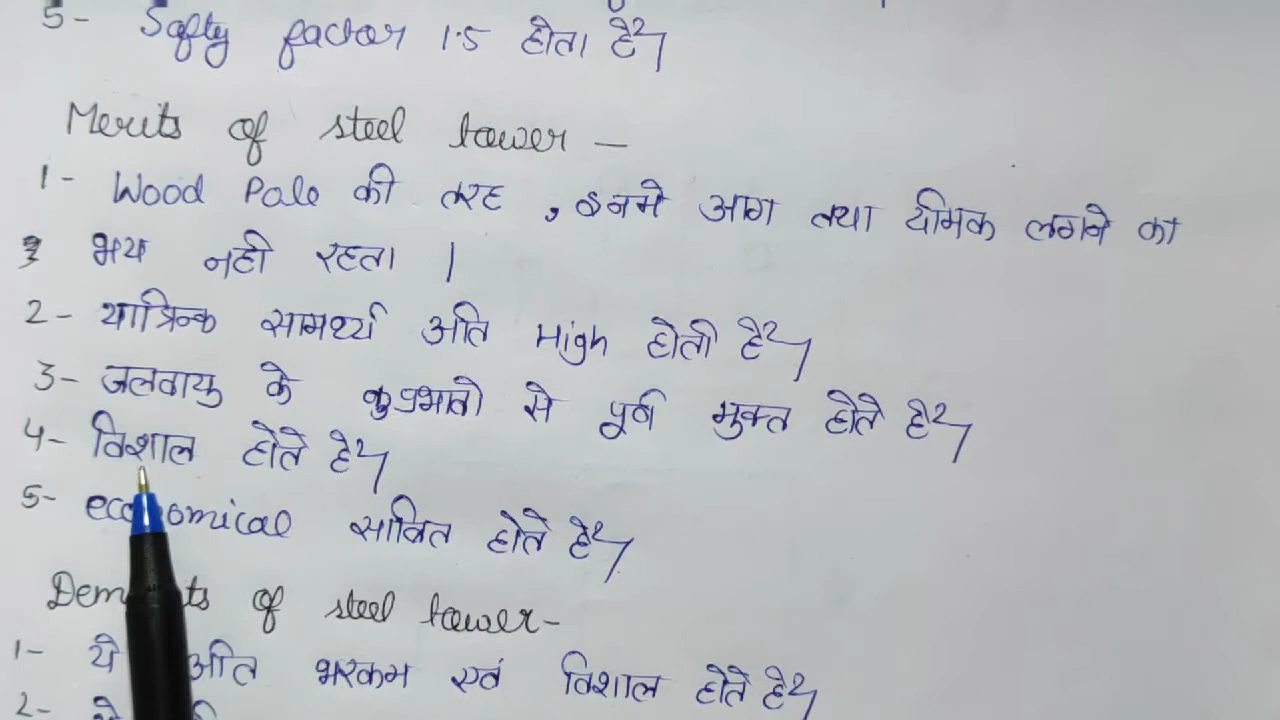 5- Safty factor 1.5 होता है।
Merits of steel tower —
1- Wood Pole की तरह , इनमे आग तथा दीमक लगने का
भय नही रहता ।
2- यात्रिन्क सामर्थ्य अति High होती है।
3- जलवायु के कुप्रभावो से पूर्व मुक्त होते है।
4- विशाल होते है।
5- economical साबित होते है।
Demerits of steel tower-
1- ये अति भरकम एवं विशाल होते है।
2-